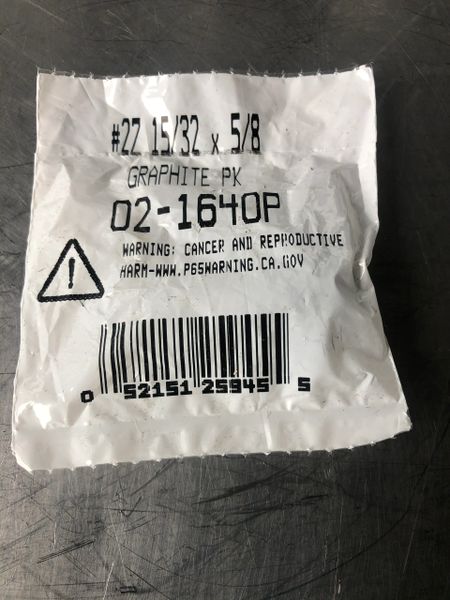 #22 15/32 x 5/8
GRAPHITE PK
02-1640P
WARNING: CANCER AND REPRODUCTIVE
HARM-WWW.P65WARNING.CA.GOV
!
0 52151 25945 5